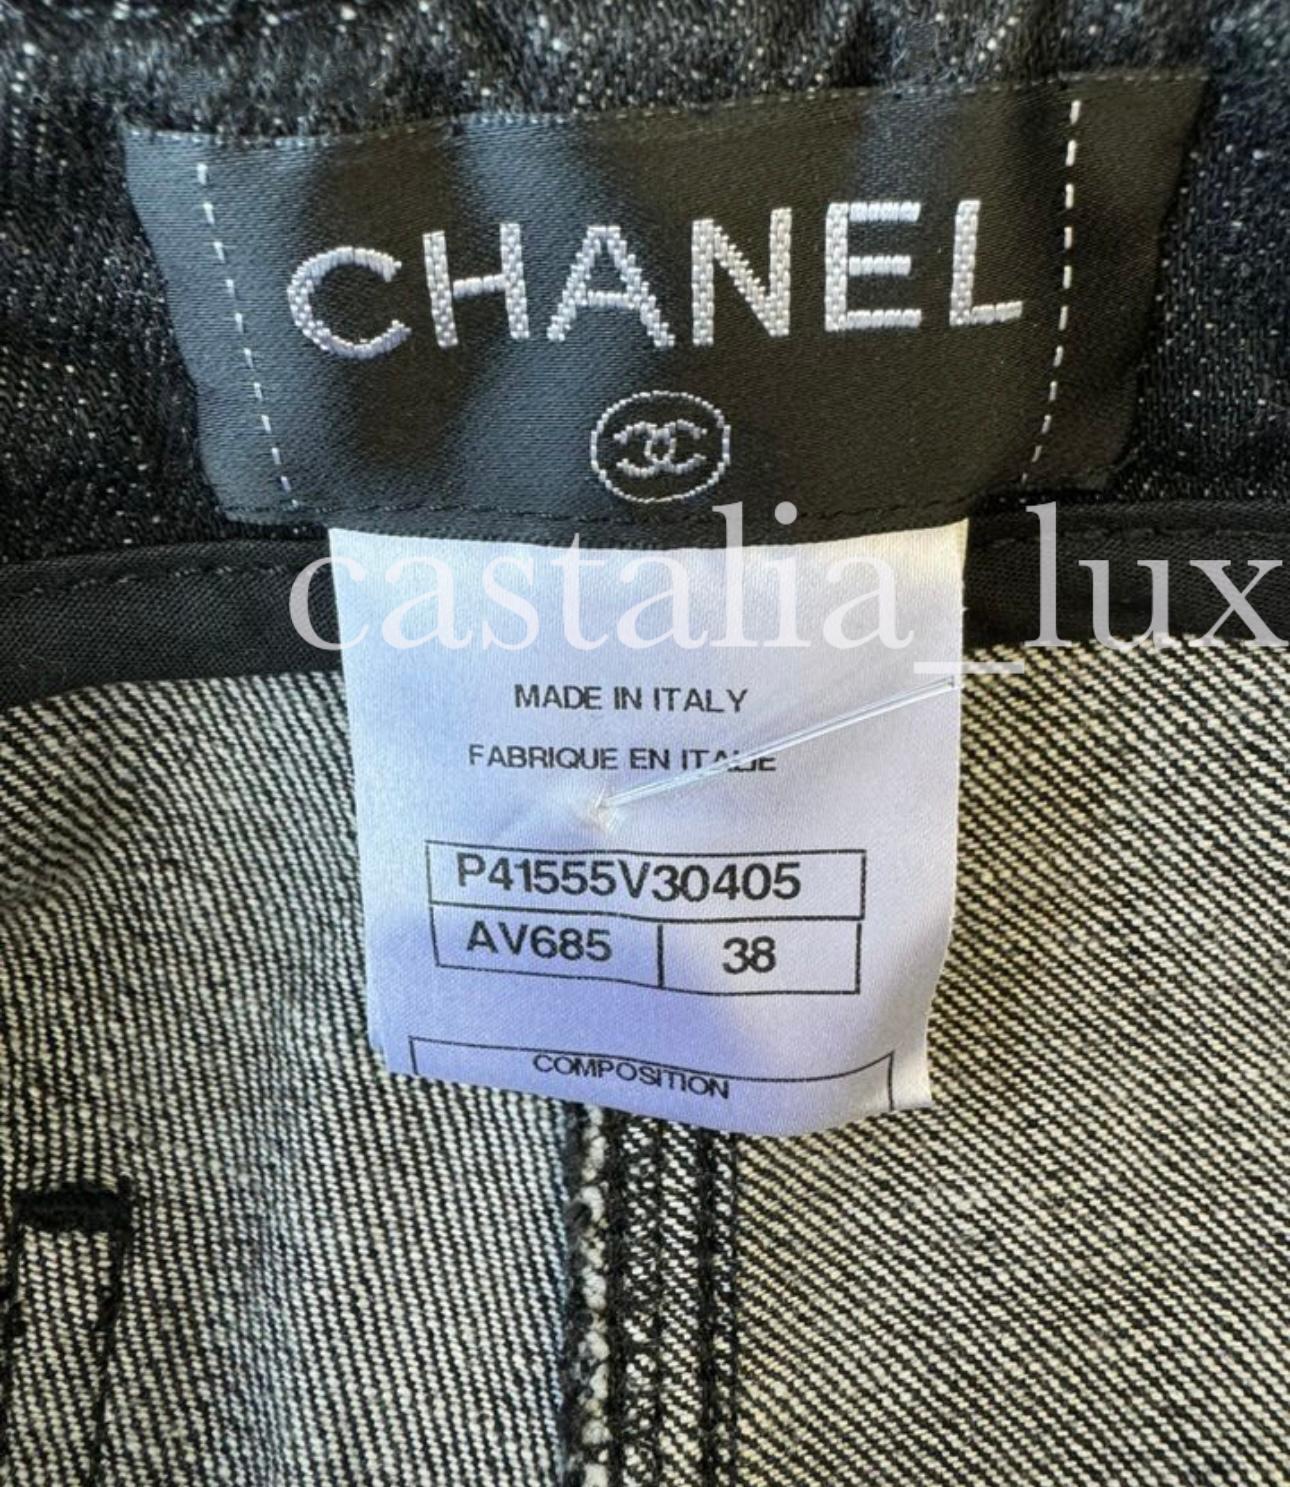 CHANEL
castalia_lux
MADE IN ITALY
FABRIQUE EN ITALIE
P41555V30405
AV685 38
COMPOSITION